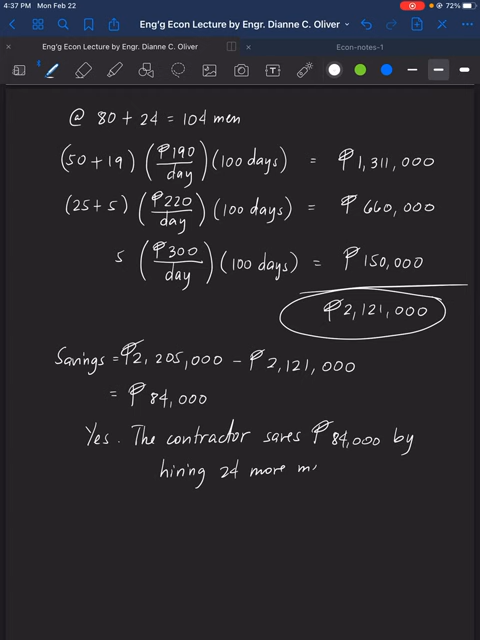 4:37 PM Mon Feb 22
72%
Eng'g Econ Lecture by Engr. Dianne C. Oliver
Eng'g Econ Lecture by Engr. Dianne C. Oliver
Econ-notes-1
@ 80 + 24 = 104 men
(50 + 19) (₱190/day) (100 days) = ₱1,311,000
(25 + 5) (₱220/day) (100 days) = ₱660,000
5 (₱300/day) (100 days) = ₱150,000
₱2,121,000
Savings = ₱2,205,000 – ₱2,121,000
= ₱84,000
Yes. The contractor saves ₱84,000 by
hiring 24 more m